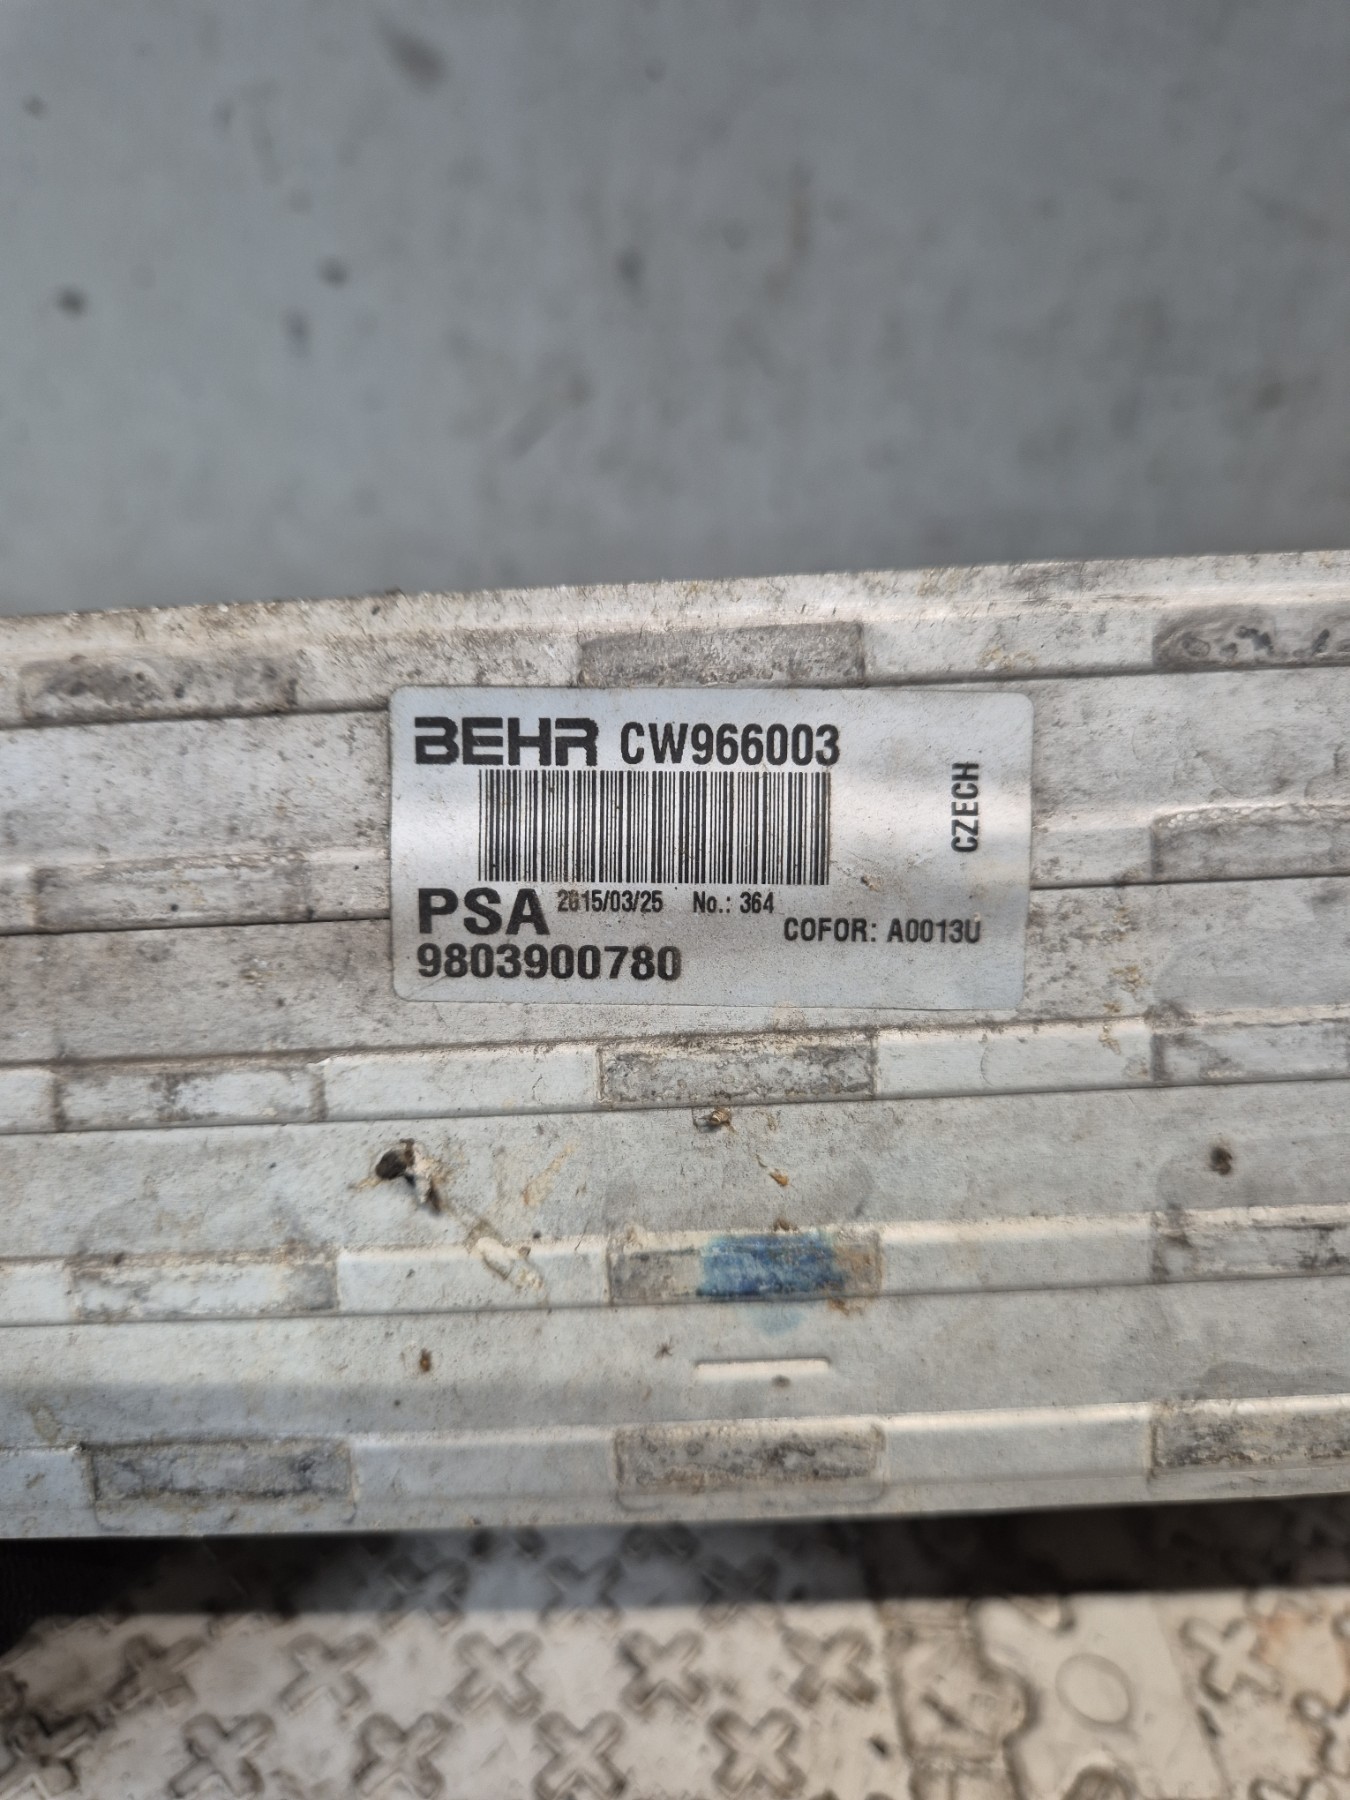 BEHR CW966003
CZECH
PSA 2015/03/25 No.: 364
COFOR: A0013U
9803900780